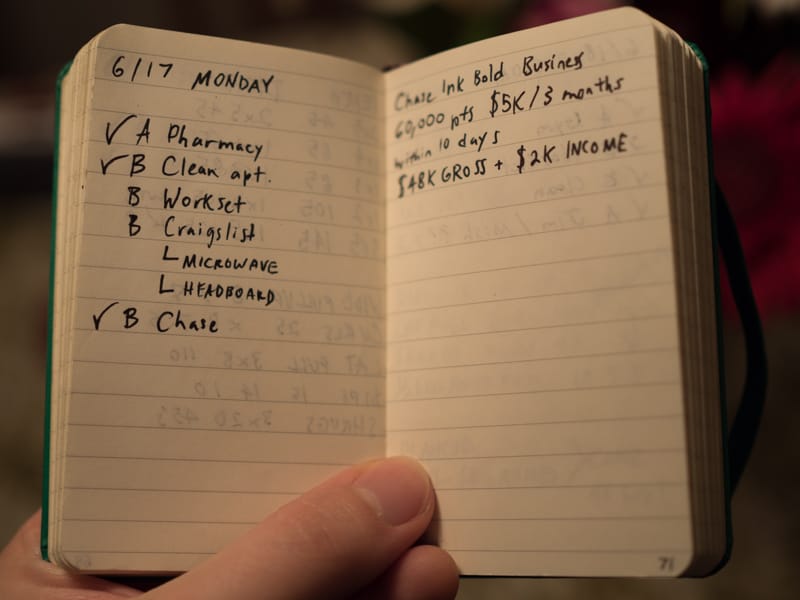 6/17 MONDAY
✓ A Pharmacy
✓ B Clean apt.
B Workset
B Craigslist
L MICROWAVE
L HEADBOARD
✓ B Chase
Chase Ink Bold Business
60,000 pts $5K/3 months
within 10 days
$48K GROSS + $2K INCOME
71